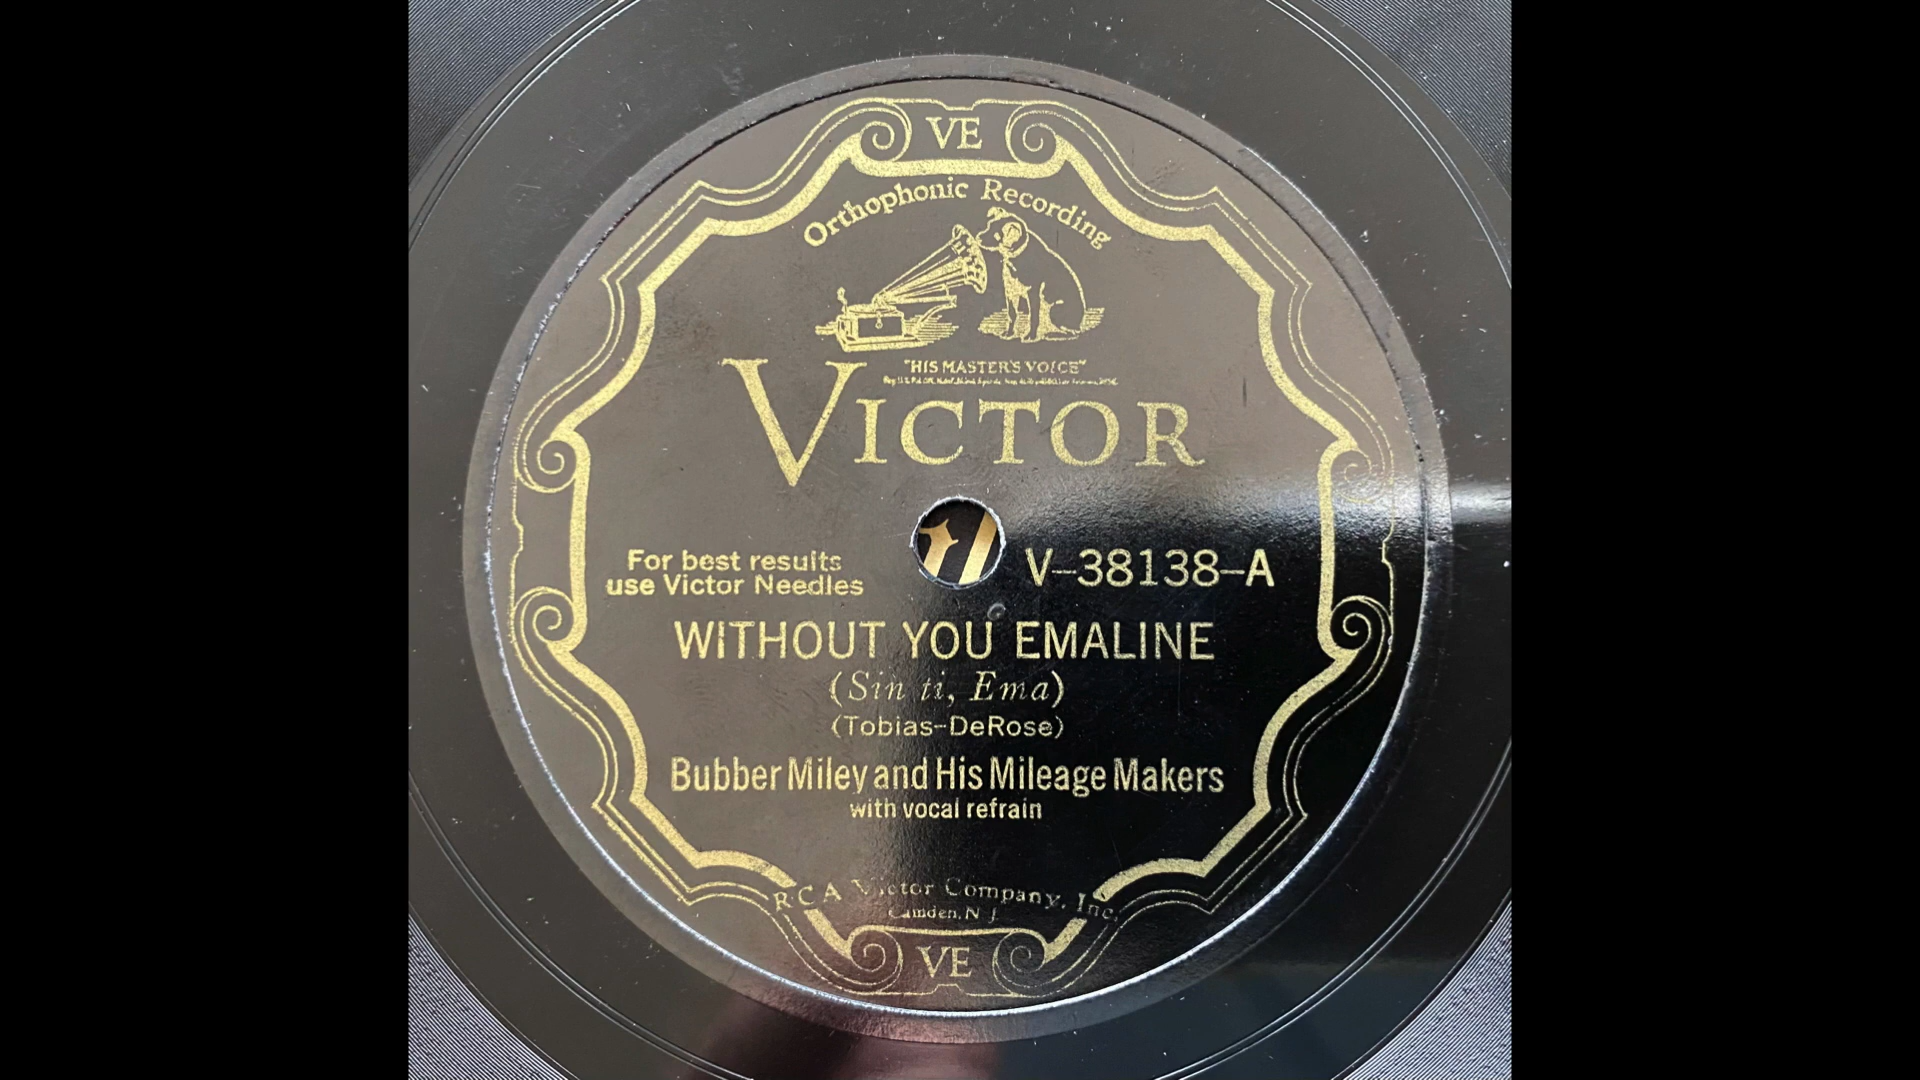 VE
Orthophonic Recording
"HIS MASTER'S VOICE"
VICTOR
For best results
use Victor Needles
V-38138-A
WITHOUT YOU EMALINE
(Sin ti, Ema)
(Tobias-DeRose)
Bubber Miley and His Mileage Makers
with vocal refrain
RCA Victor Company, Inc.
Camden, N J.
VE